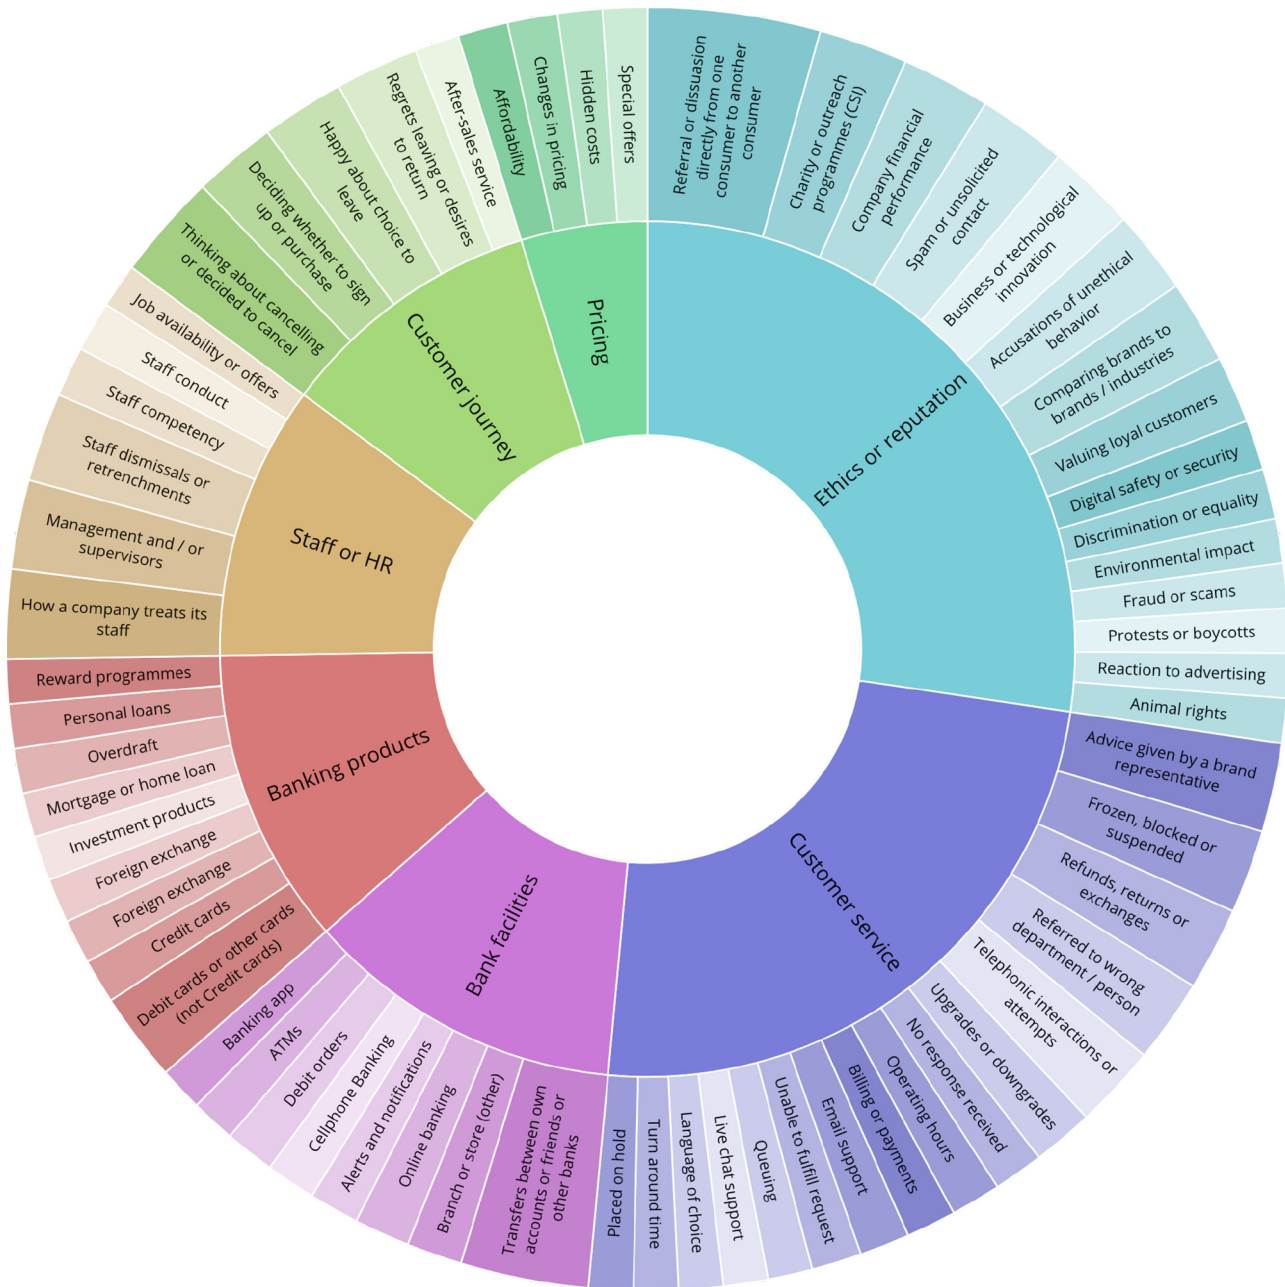 Pricing
Affordability
Changes in pricing
Hidden costs
Special offers
Ethics or reputation
Referral or dissuasion
directly from one
consumer to another
consumer
Charity or outreach
programmes (CSI)
Company financial
performance
Spam or unsolicited
contact
Business or technological
innovation
Accusations of unethical
behavior
Comparing brands to
brands / industries
Valuing loyal customers
Digital safety or security
Discrimination or equality
Environmental impact
Fraud or scams
Protests or boycotts
Reaction to advertising
Animal rights
Customer service
Advice given by a brand
representative
Frozen, blocked or
suspended
Refunds, returns or
exchanges
Referred to wrong
department / person
Telephonic interactions or
attempts
Upgrades or downgrades
No response received
Operating hours
Billing or payments
Email support
Unable to fulfill request
Queuing
Live chat support
Language of choice
Turn around time
Placed on hold
Bank facilities
Transfers between own
accounts or friends or
other banks
Branch or store (other)
Online banking
Alerts and notifications
Cellphone Banking
Debit orders
ATMs
Banking app
Banking products
Debit cards or other cards
(not Credit cards)
Credit cards
Foreign exchange
Foreign exchange
Investment products
Mortgage or home loan
Overdraft
Personal loans
Reward programmes
Staff or HR
How a company treats its
staff
Management and / or
supervisors
Staff dismissals or
retrenchments
Staff competency
Staff conduct
Job availability or offers
Customer journey
Thinking about cancelling
or decided to cancel
Deciding whether to sign
up or purchase
Happy about choice to
leave
Regrets leaving or desires
to return
After-sales service